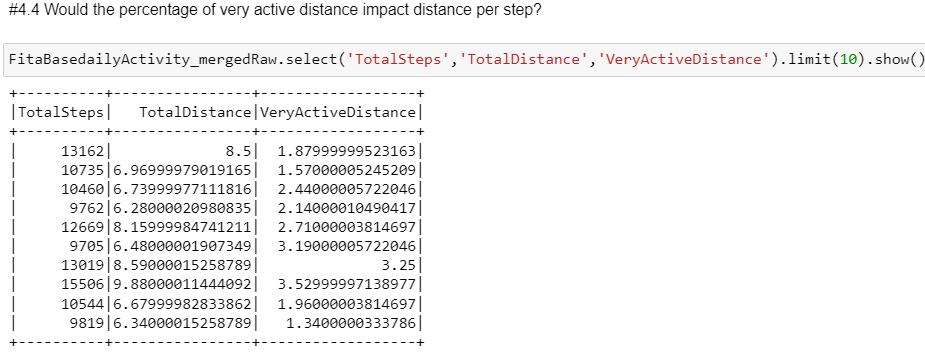 #4.4 Would the percentage of very active distance impact distance per step?
FitaBasedailyActivity_mergedRaw.select('TotalSteps','TotalDistance','VeryActiveDistance').limit(10).show()
+----------+----------------+------------------+
|TotalSteps|   TotalDistance|VeryActiveDistance|
+----------+----------------+------------------+
|     13162|             8.5|  1.87999999523163|
|     10735|6.96999979019165|  1.57000005245209|
|     10460|6.73999977111816|  2.44000005722046|
|      9762|6.28000020980835|  2.14000010490417|
|     12669|8.15999984741211|  2.71000003814697|
|      9705|6.48000001907349|  3.19000005722046|
|     13019|8.59000015258789|              3.25|
|     15506|9.88000011444092|  3.52999997138977|
|     10544|6.67999982833862|  1.96000003814697|
|      9819|6.34000015258789|   1.3400000333786|
+----------+----------------+------------------+